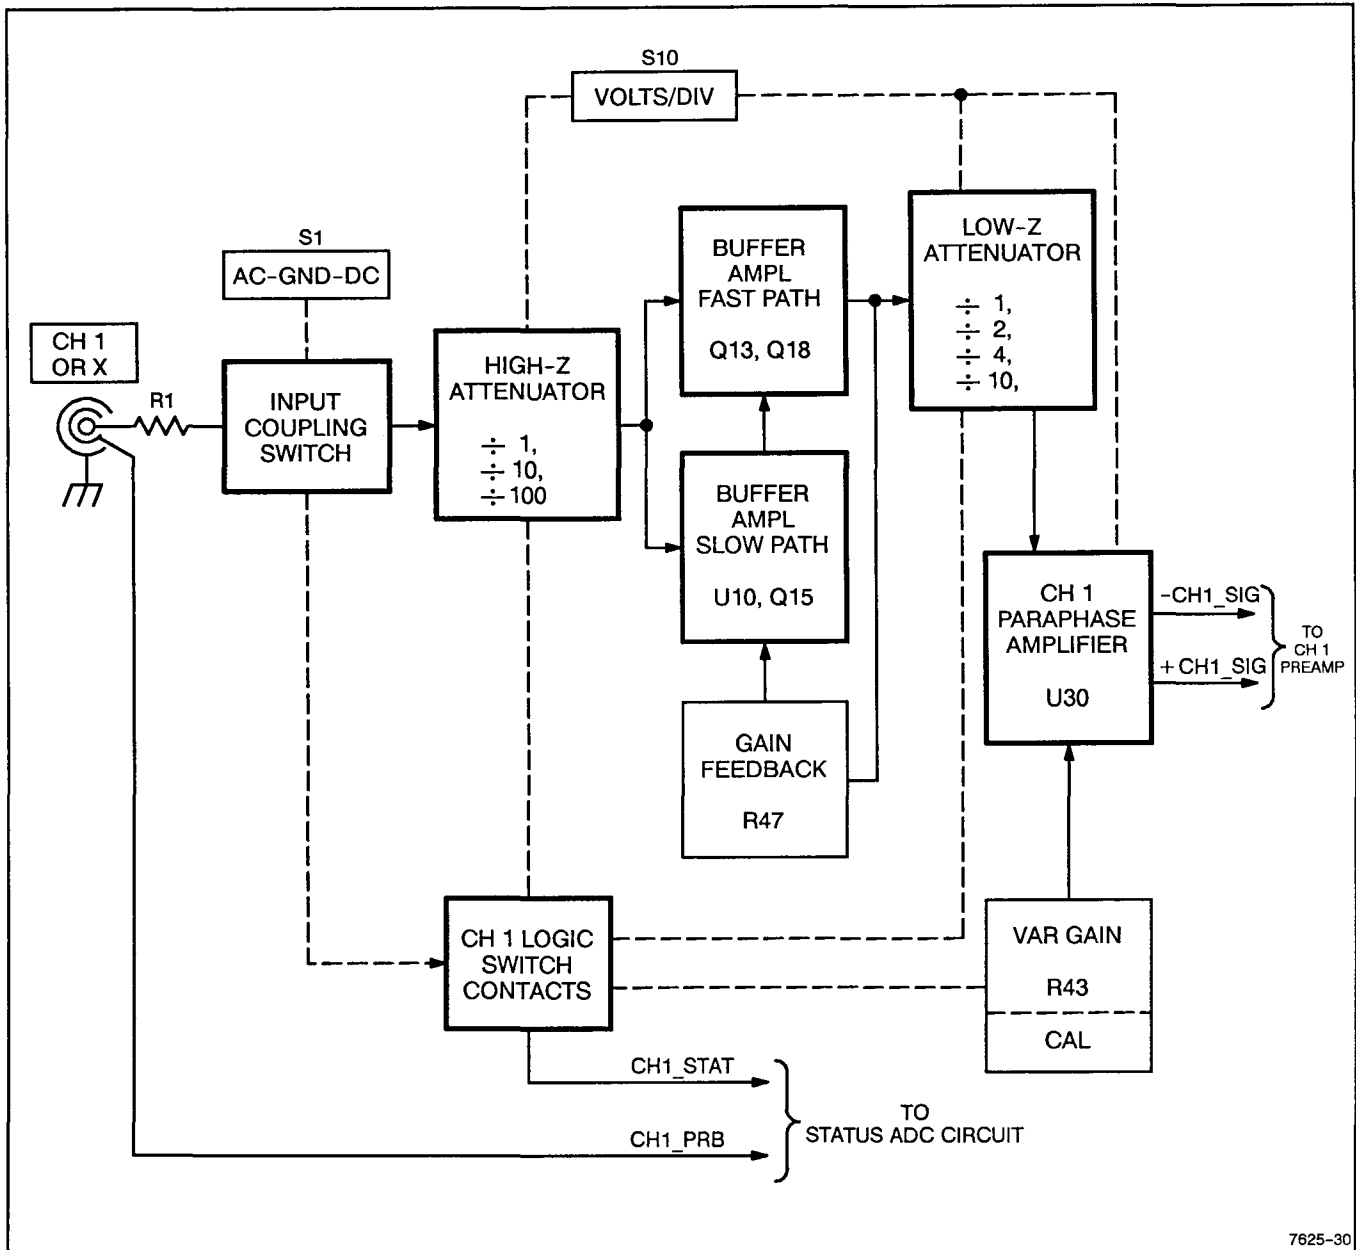 S10
VOLTS/DIV
S1
AC-GND-DC
CH 1
OR X
R1
INPUT
COUPLING
SWITCH
HIGH-Z
ATTENUATOR
÷ 1,
÷ 10,
÷ 100
BUFFER
AMPL
FAST PATH
Q13, Q18
BUFFER
AMPL
SLOW PATH
U10, Q15
GAIN
FEEDBACK
R47
LOW-Z
ATTENUATOR
÷ 1,
÷ 2,
÷ 4,
÷ 10,
CH 1
PARAPHASE
AMPLIFIER
U30
-CH1_SIG
+CH1_SIG
TO
CH 1
PREAMP
VAR GAIN
R43
CAL
CH 1 LOGIC
SWITCH
CONTACTS
CH1_STAT
CH1_PRB
TO
STATUS ADC CIRCUIT
7625-30